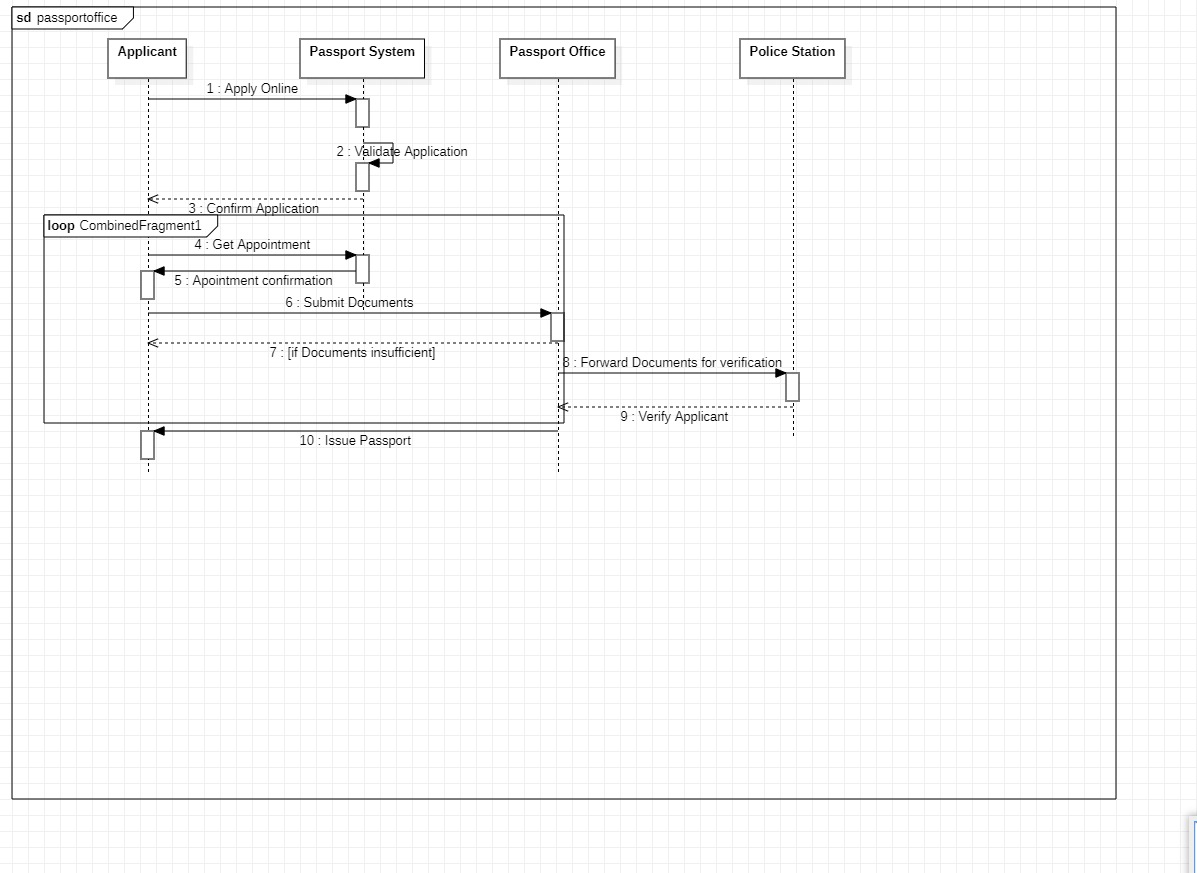 sd passportoffice
Applicant
Passport System
Passport Office
Police Station
1 : Apply Online
2 : Validate Application
3 : Confirm Application
loop CombinedFragment1
4 : Get Appointment
5 : Apointment confirmation
6 : Submit Documents
7 : [if Documents insufficient]
8 : Forward Documents for verification
9 : Verify Applicant
10 : Issue Passport